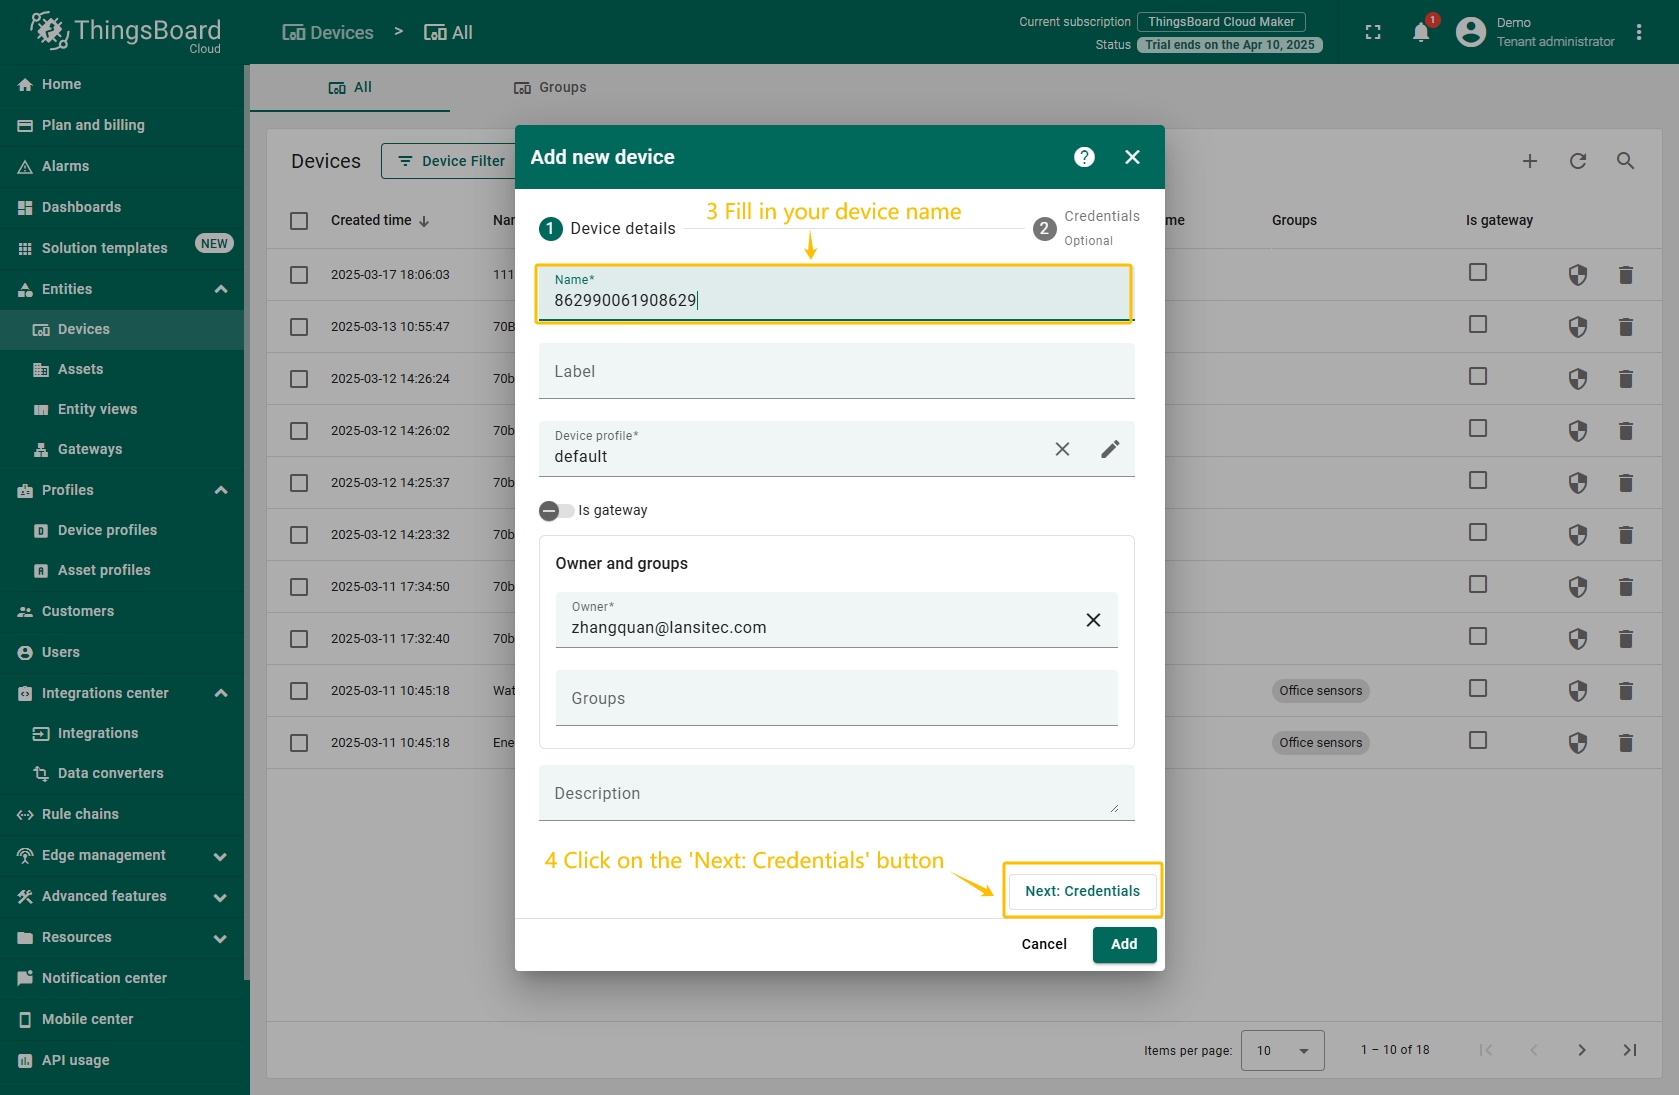 ThingsBoard
Cloud
Devices > All
Current subscription ThingsBoard Cloud Maker
Status Trial ends on the Apr 10, 2025
1
Demo
Tenant administrator
Home
Plan and billing
Alarms
Dashboards
Solution templates NEW
Entities
Devices
Assets
Entity views
Gateways
Profiles
Device profiles
Asset profiles
Customers
Users
Integrations center
Integrations
Data converters
Rule chains
Edge management
Advanced features
Resources
Notification center
Mobile center
API usage
All Groups
Devices Device Filter
Created time Groups Is gateway
2025-03-17 18:06:03 111
2025-03-13 10:55:47 70B
2025-03-12 14:26:24 70b
2025-03-12 14:26:02 70b
2025-03-12 14:25:37 70b
2025-03-12 14:23:32 70b
2025-03-11 17:34:50 70b
2025-03-11 17:32:40 70b
2025-03-11 10:45:18 Wat Office sensors
2025-03-11 10:45:18 Ene Office sensors
Add new device
3 Fill in your device name
1 Device details
2 Credentials
Optional
Name*
862990061908629
Label
Device profile*
default
Is gateway
Owner and groups
Owner*
zhangquan@lansitec.com
Groups
Description
4 Click on the 'Next: Credentials' button
Next: Credentials
Cancel Add
Items per page: 10 1 – 10 of 18